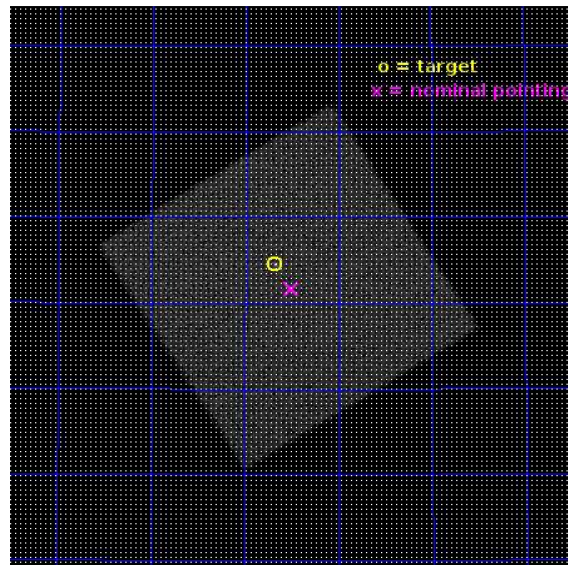 o = target
x = nominal pointing